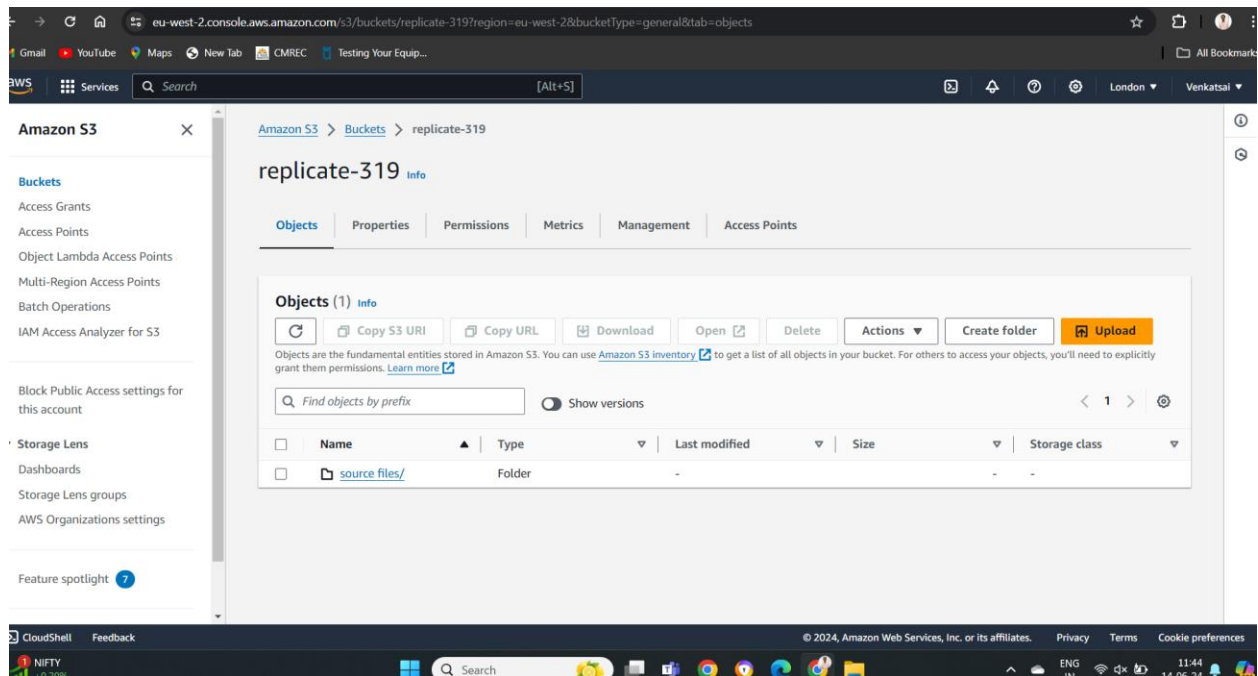 eu-west-2.console.aws.amazon.com/s3/buckets/replicate-319?region=eu-west-2&bucketType=general&tab=objects
Gmail YouTube Maps New Tab CMREC Testing Your Equip... All Bookmarks
aws Services Search [Alt+S] London ▼ Venkatsai ▼
Amazon S3
Buckets
Access Grants
Access Points
Object Lambda Access Points
Multi-Region Access Points
Batch Operations
IAM Access Analyzer for S3
Block Public Access settings for
this account
Storage Lens
Dashboards
Storage Lens groups
AWS Organizations settings
Feature spotlight 7
Amazon S3 > Buckets > replicate-319
replicate-319 Info
Objects Properties Permissions Metrics Management Access Points
Objects (1) Info
Copy S3 URI Copy URL Download Open Delete Actions ▼ Create folder Upload
Objects are the fundamental entities stored in Amazon S3. You can use Amazon S3 inventory to get a list of all objects in your bucket. For others to access your objects, you'll need to explicitly
grant them permissions. Learn more
Find objects by prefix Show versions < 1 >
Name Type Last modified Size Storage class
source files/ Folder - - -
CloudShell Feedback © 2024, Amazon Web Services, Inc. or its affiliates. Privacy Terms Cookie preferences
1 NIFTY Search ENG 11:44
+0.20% IN 14-06-24